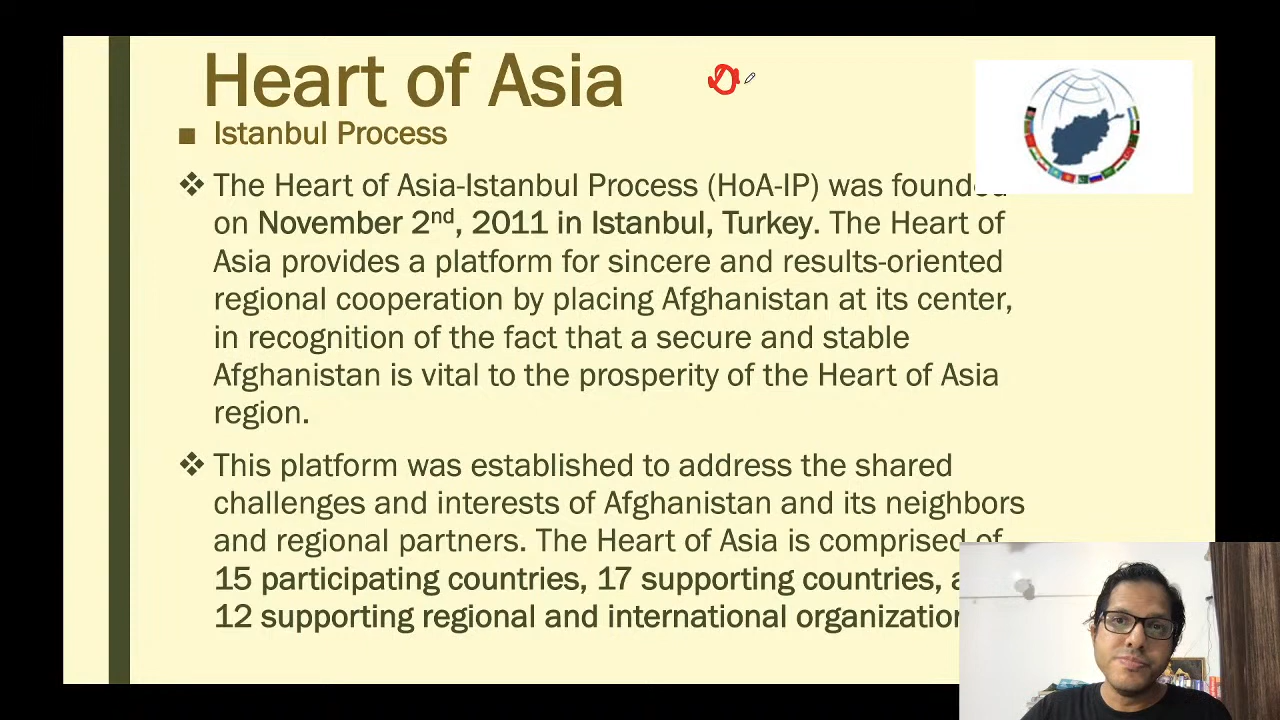 Heart of Asia
Istanbul Process
The Heart of Asia-Istanbul Process (HoA-IP) was founded
on November 2nd, 2011 in Istanbul, Turkey. The Heart of
Asia provides a platform for sincere and results-oriented
regional cooperation by placing Afghanistan at its center,
in recognition of the fact that a secure and stable
Afghanistan is vital to the prosperity of the Heart of Asia
region.
This platform was established to address the shared
challenges and interests of Afghanistan and its neighbors
and regional partners. The Heart of Asia is comprised of
15 participating countries, 17 supporting countries,
12 supporting regional and international